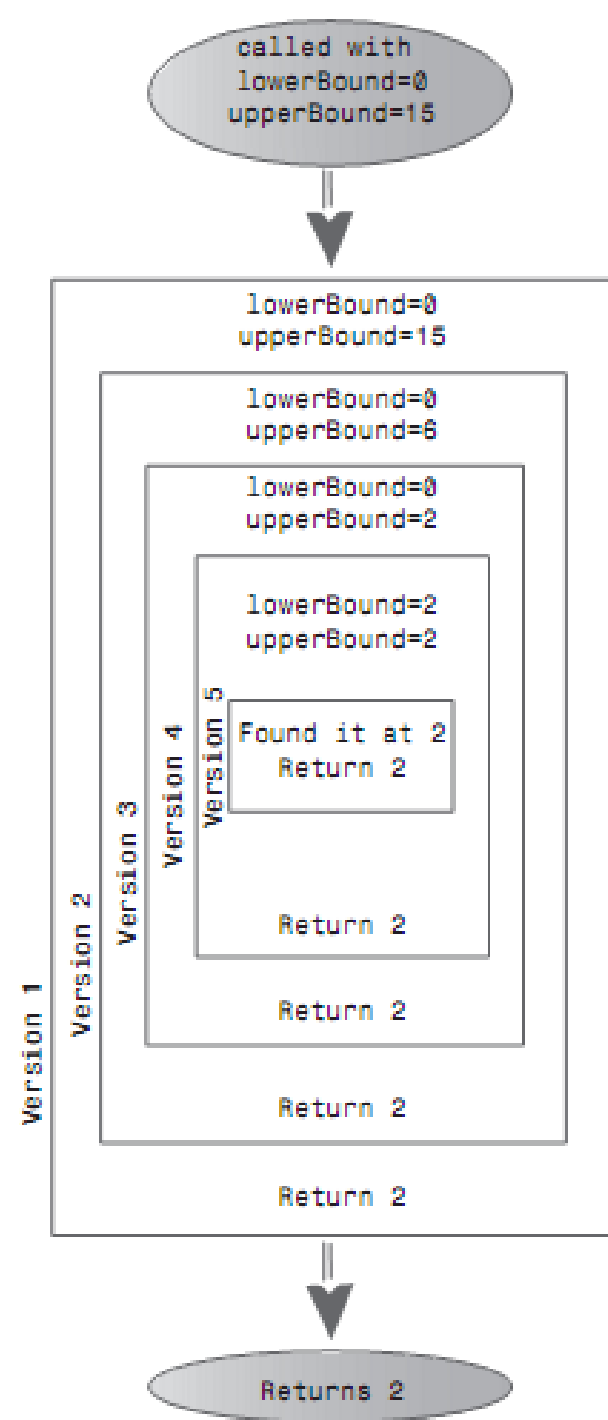 called with
lowerBound=0
upperBound=15
lowerBound=0
upperBound=15
lowerBound=0
upperBound=6
lowerBound=0
upperBound=2
lowerBound=2
upperBound=2
Found it at 2
Return 2
Return 2
Return 2
Return 2
Return 2
Version 1
Version 2
Version 3
Version 4
Version 5
Returns 2